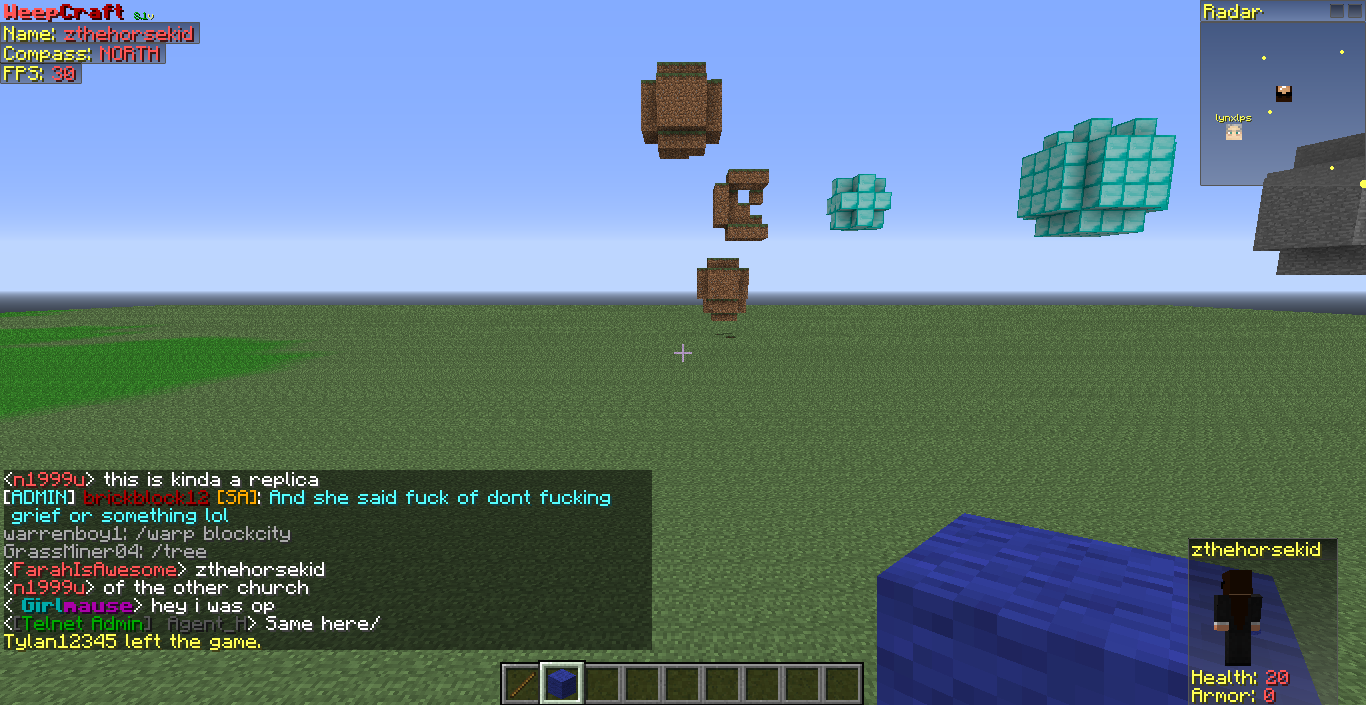 WeepCraft 8.1v
Name: zthehorsekid
Compass: NORTH
FPS: 30
Radar
lynxlps
<n1999u> this is kinda a replica
[ADMIN] brickblock12 [SA]: And she said fuck of dont fucking
grief or something lol
warrenboy1: /warp blockcity
GrassMiner04: /tree
<FarahIsAwesome> zthehorsekid
<n1999u> of the other church
< Girlmause> hey i was op
<[Telnet Admin] Agent_H> Same here/
Tylan12345 left the game.
zthehorsekid
Health: 20
Armor: 0